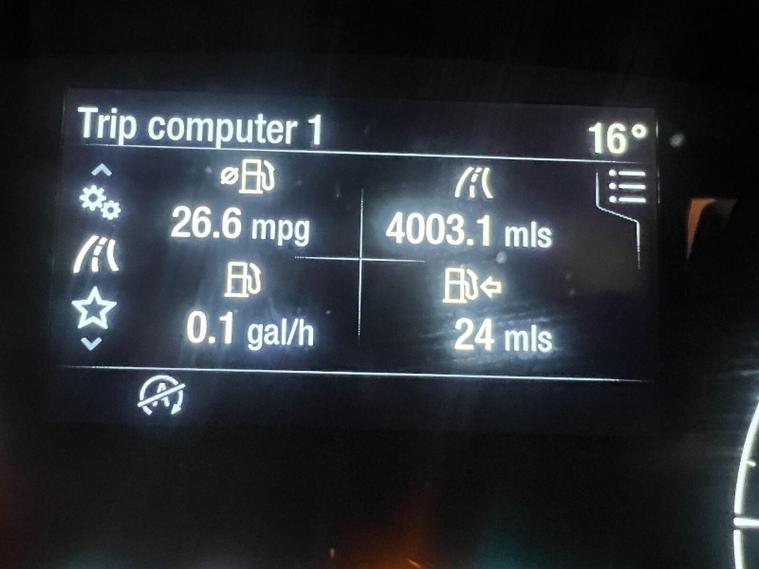 Trip computer 1 16°
26.6 mpg 4003.1 mls
0.1 gal/h 24 mls
A